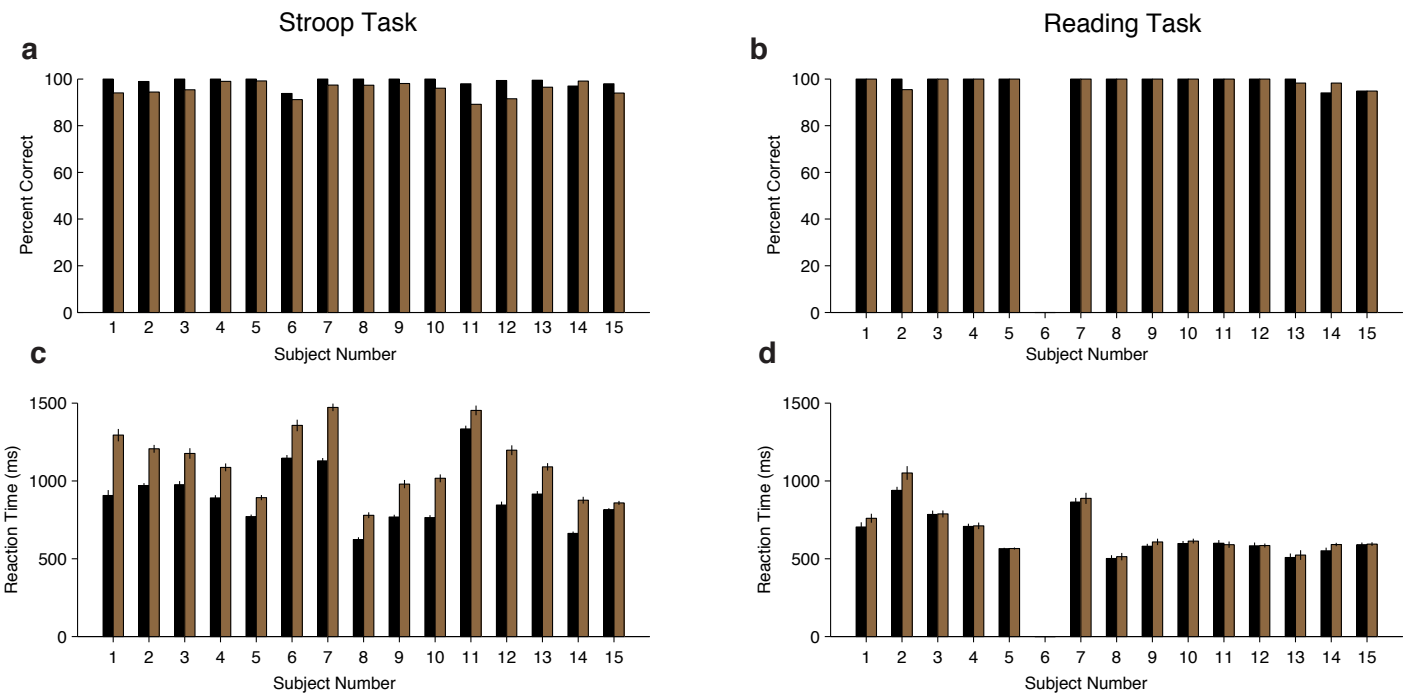 Stroop Task
Reading Task
a
b
100
80
60
40
20
0
Percent Correct
1 2 3 4 5 6 7 8 9 10 11 12 13 14 15
Subject Number
100
80
60
40
20
0
Percent Correct
1 2 3 4 5 6 7 8 9 10 11 12 13 14 15
Subject Number
c
d
1500
1000
500
0
Reaction Time (ms)
1 2 3 4 5 6 7 8 9 10 11 12 13 14 15
Subject Number
1500
1000
500
0
Reaction Time (ms)
1 2 3 4 5 6 7 8 9 10 11 12 13 14 15
Subject Number